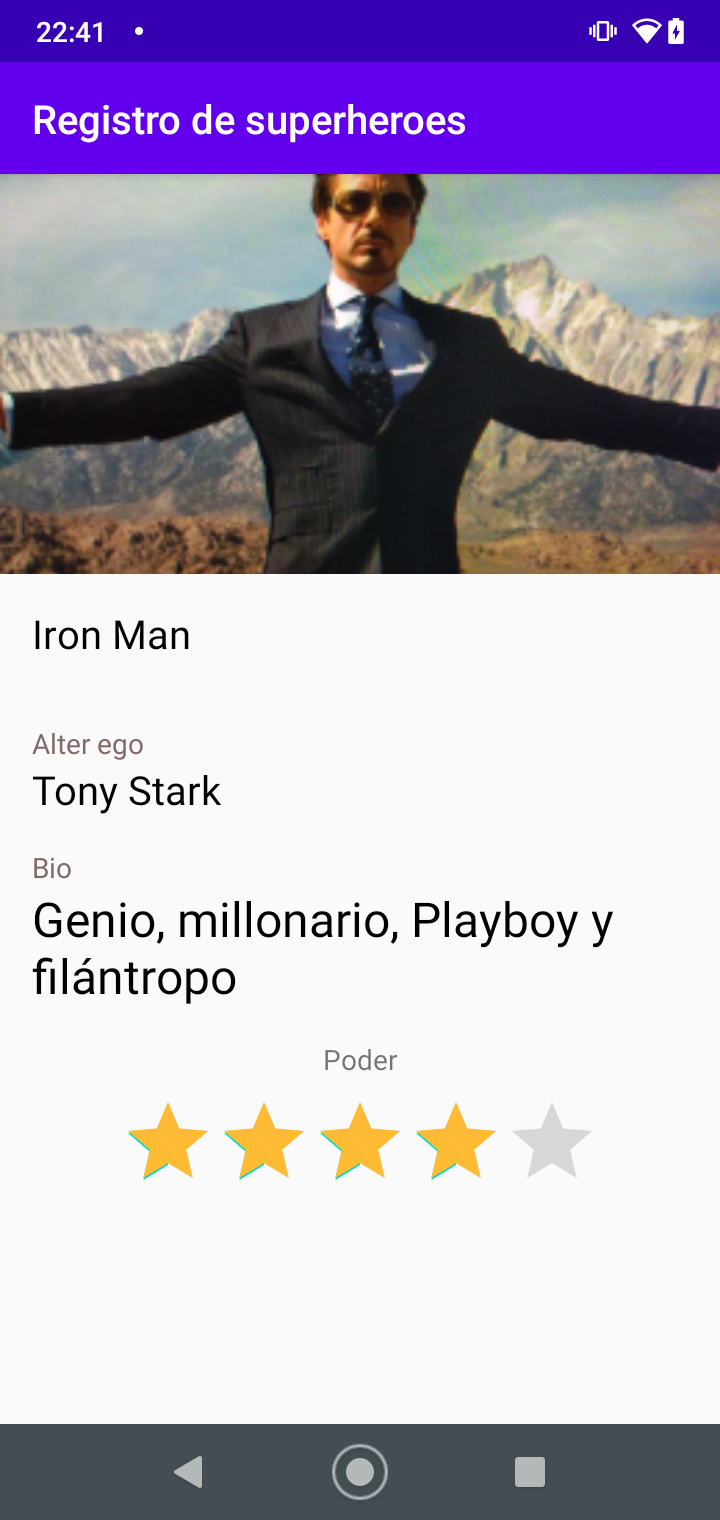 22:41
Registro de superheroes
Iron Man
Alter ego
Tony Stark
Bio
Genio, millonario, Playboy y
filántropo
Poder